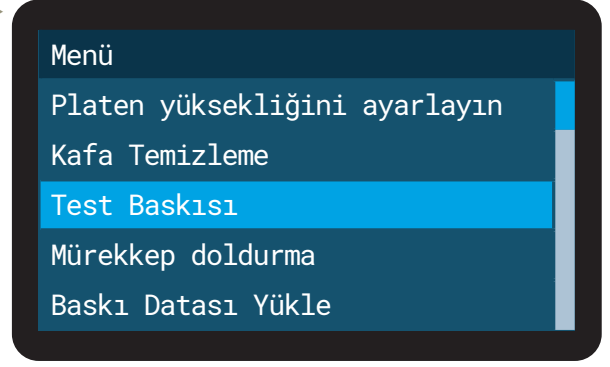 Menü
Platen yüksekliğini ayarlayın
Kafa Temizleme
Test Baskısı
Mürekkep doldurma
Baskı Datası Yükle